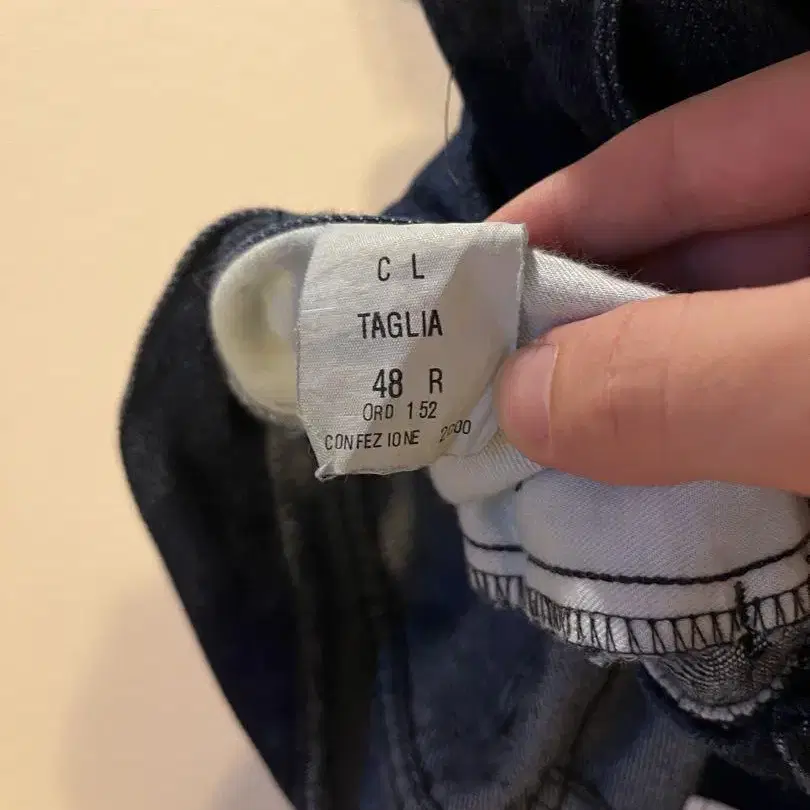 C L
TAGLIA
48 R
ORD 152
CONFEZIONE 2000